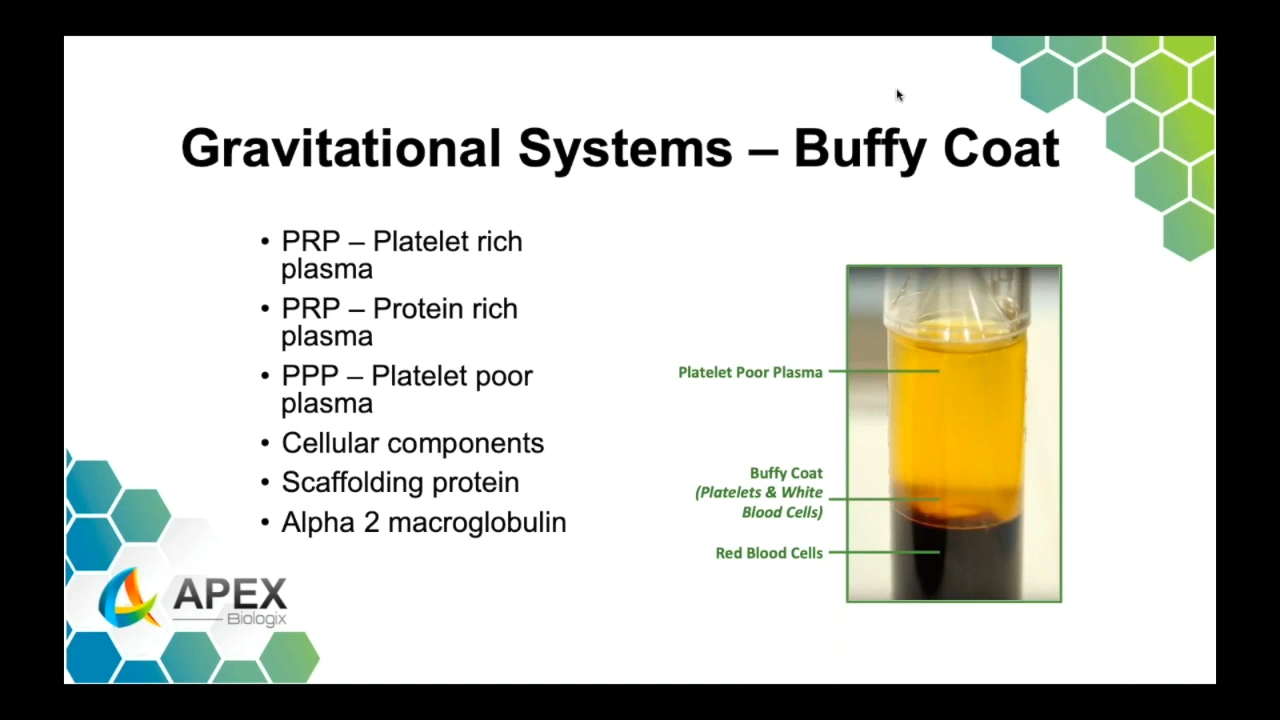 Gravitational Systems – Buffy Coat
• PRP – Platelet rich
plasma
• PRP – Protein rich
plasma
• PPP – Platelet poor
plasma
• Cellular components
• Scaffolding protein
• Alpha 2 macroglobulin
Platelet Poor Plasma
Buffy Coat
(Platelets & White
Blood Cells)
Red Blood Cells
APEX
Biologix